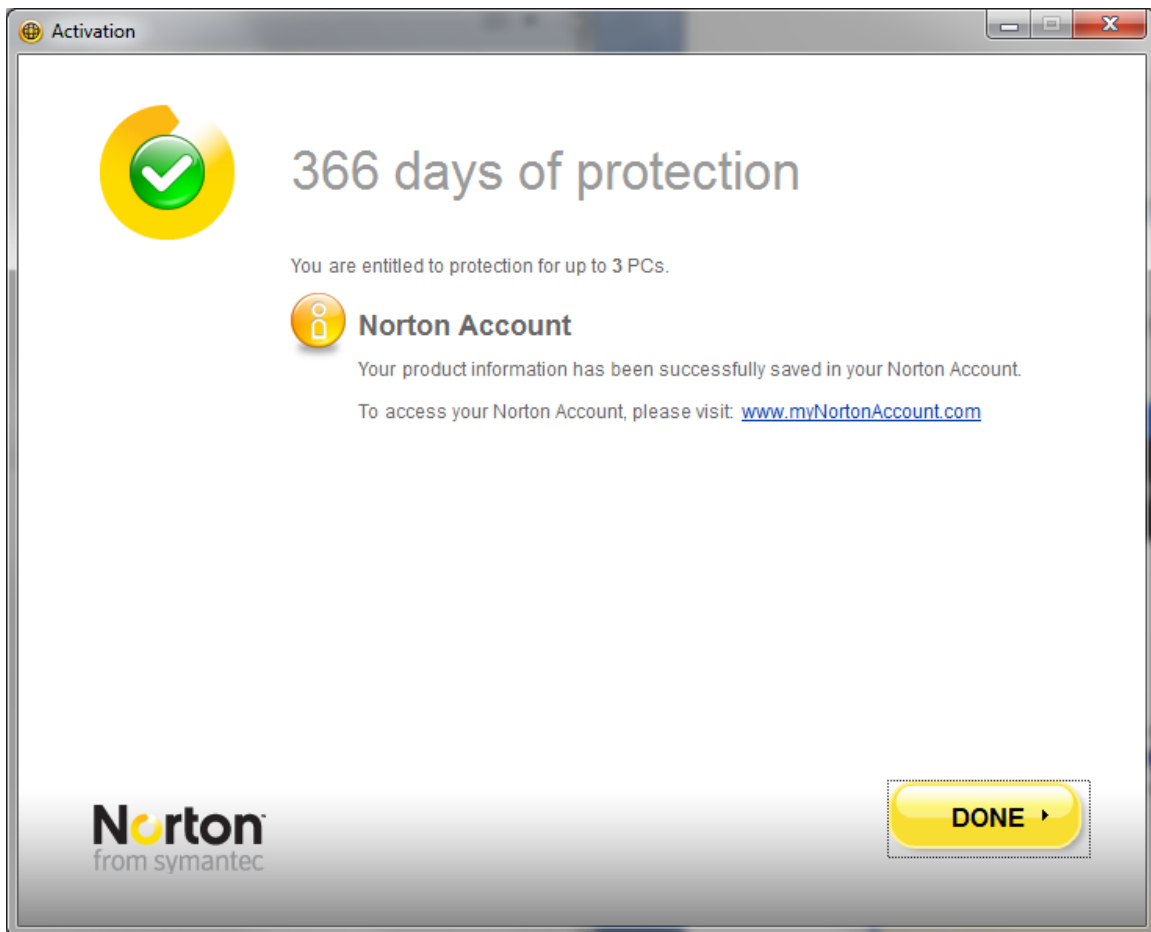 Activation
366 days of protection
You are entitled to protection for up to 3 PCs.
Norton Account
Your product information has been successfully saved in your Norton Account.
To access your Norton Account, please visit: www.myNortonAccount.com
DONE
Norton
from symantec